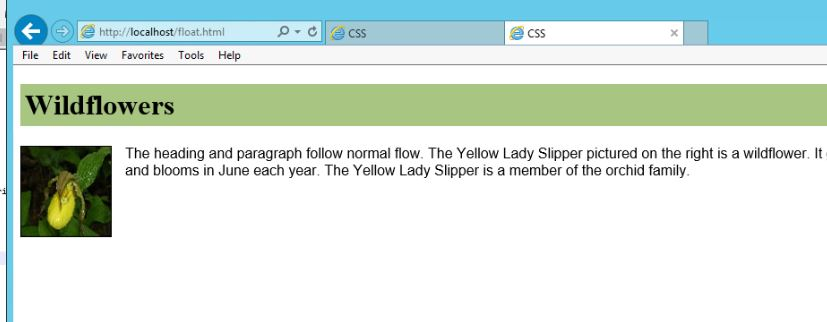 http://localhost/float.html
CSS
CSS
File Edit View Favorites Tools Help
Wildflowers
The heading and paragraph follow normal flow. The Yellow Lady Slipper pictured on the right is a wildflower. It
and blooms in June each year. The Yellow Lady Slipper is a member of the orchid family.